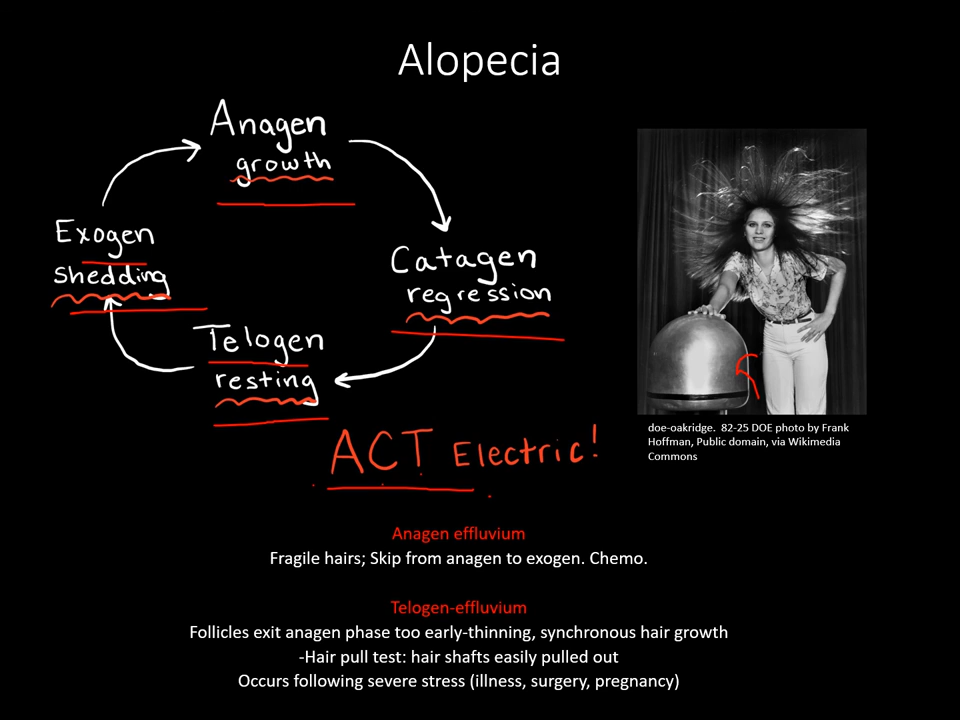 Alopecia
Anagen
growth
Exogen
shedding
Catagen
regression
Telogen
resting
ACT Electric!
doe-oakridge. 82-25 DOE photo by Frank
Hoffman, Public domain, via Wikimedia
Commons
Anagen effluvium
Fragile hairs; Skip from anagen to exogen. Chemo.
Telogen-effluvium
Follicles exit anagen phase too early-thinning, synchronous hair growth
-Hair pull test: hair shafts easily pulled out
Occurs following severe stress (illness, surgery, pregnancy)